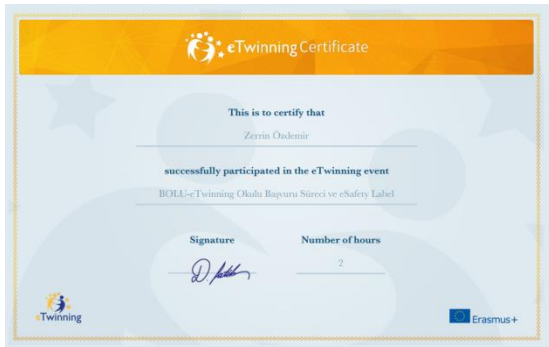 eTwinning Certificate
This is to certify that
Zerrin Özdemir
successfully participated in the eTwinning event
BOLU-eTwinning Okulu Başvuru Süreci ve eSafety Label
Signature Number of hours
2
eTwinning
Erasmus+